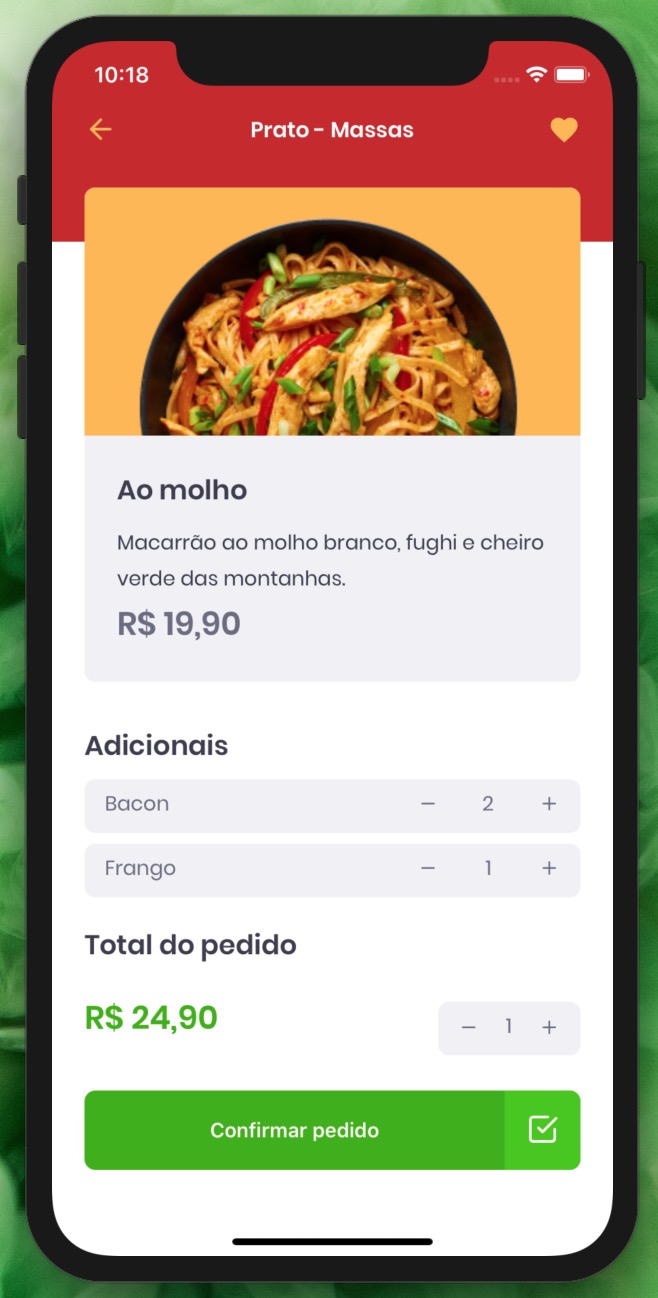 10:18
Prato - Massas
Ao molho
Macarrão ao molho branco, fughi e cheiro
verde das montanhas.
R$ 19,90
Adicionais
Bacon − 2 +
Frango − 1 +
Total do pedido
R$ 24,90 − 1 +
Confirmar pedido